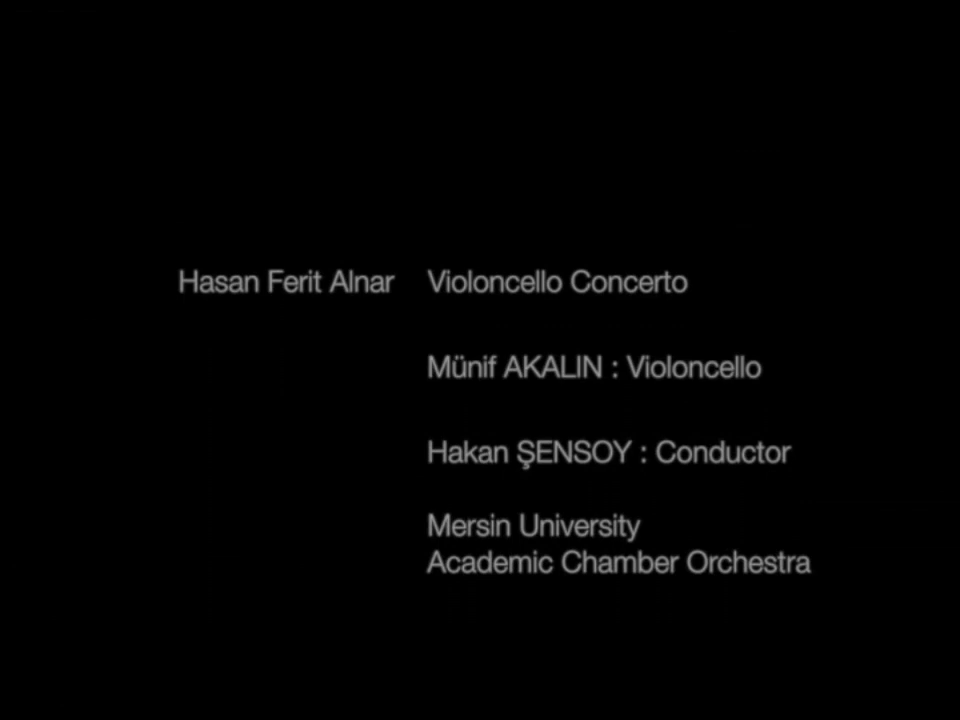 Hasan Ferit Alnar Violoncello Concerto
Münif AKALIN : Violoncello
Hakan ŞENSOY : Conductor
Mersin University
Academic Chamber Orchestra